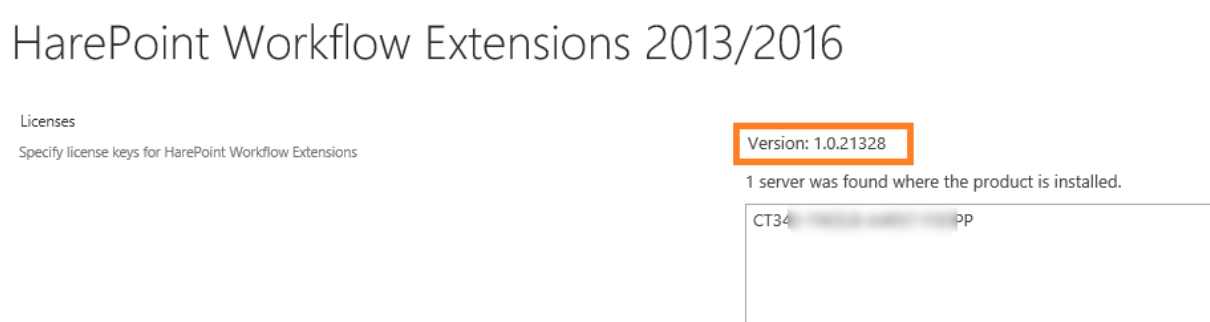 HarePoint Workflow Extensions 2013/2016
Licenses
Specify license keys for HarePoint Workflow Extensions
Version: 1.0.21328
1 server was found where the product is installed.
CT34 PP